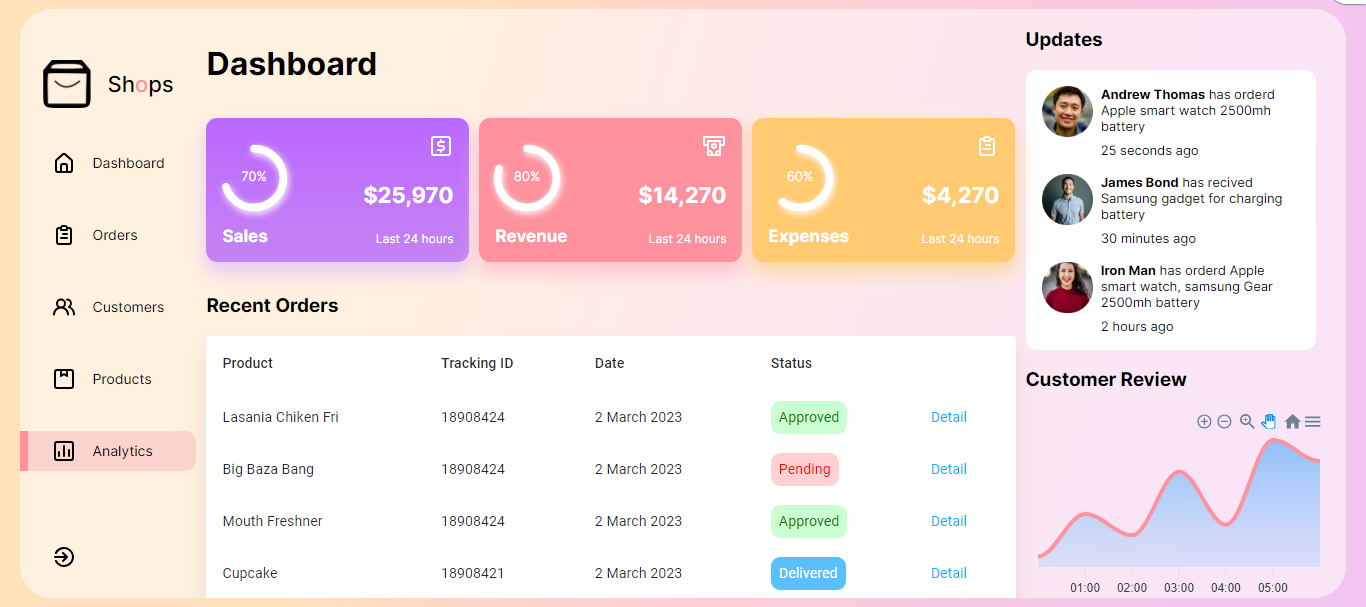 Shops
Dashboard
Orders
Customers
Products
Analytics
Dashboard
70%
$25,970
Sales
Last 24 hours
80%
$14,270
Revenue
Last 24 hours
60%
$4,270
Expenses
Last 24 hours
Recent Orders
Product Tracking ID Date Status
Lasania Chiken Fri 18908424 2 March 2023 Approved Detail
Big Baza Bang 18908424 2 March 2023 Pending Detail
Mouth Freshner 18908424 2 March 2023 Approved Detail
Cupcake 18908421 2 March 2023 Delivered Detail
Updates
Andrew Thomas has orderd
Apple smart watch 2500mh
battery
25 seconds ago
James Bond has recived
Samsung gadget for charging
battery
30 minutes ago
Iron Man has orderd Apple
smart watch, samsung Gear
2500mh battery
2 hours ago
Customer Review
01:00 02:00 03:00 04:00 05:00